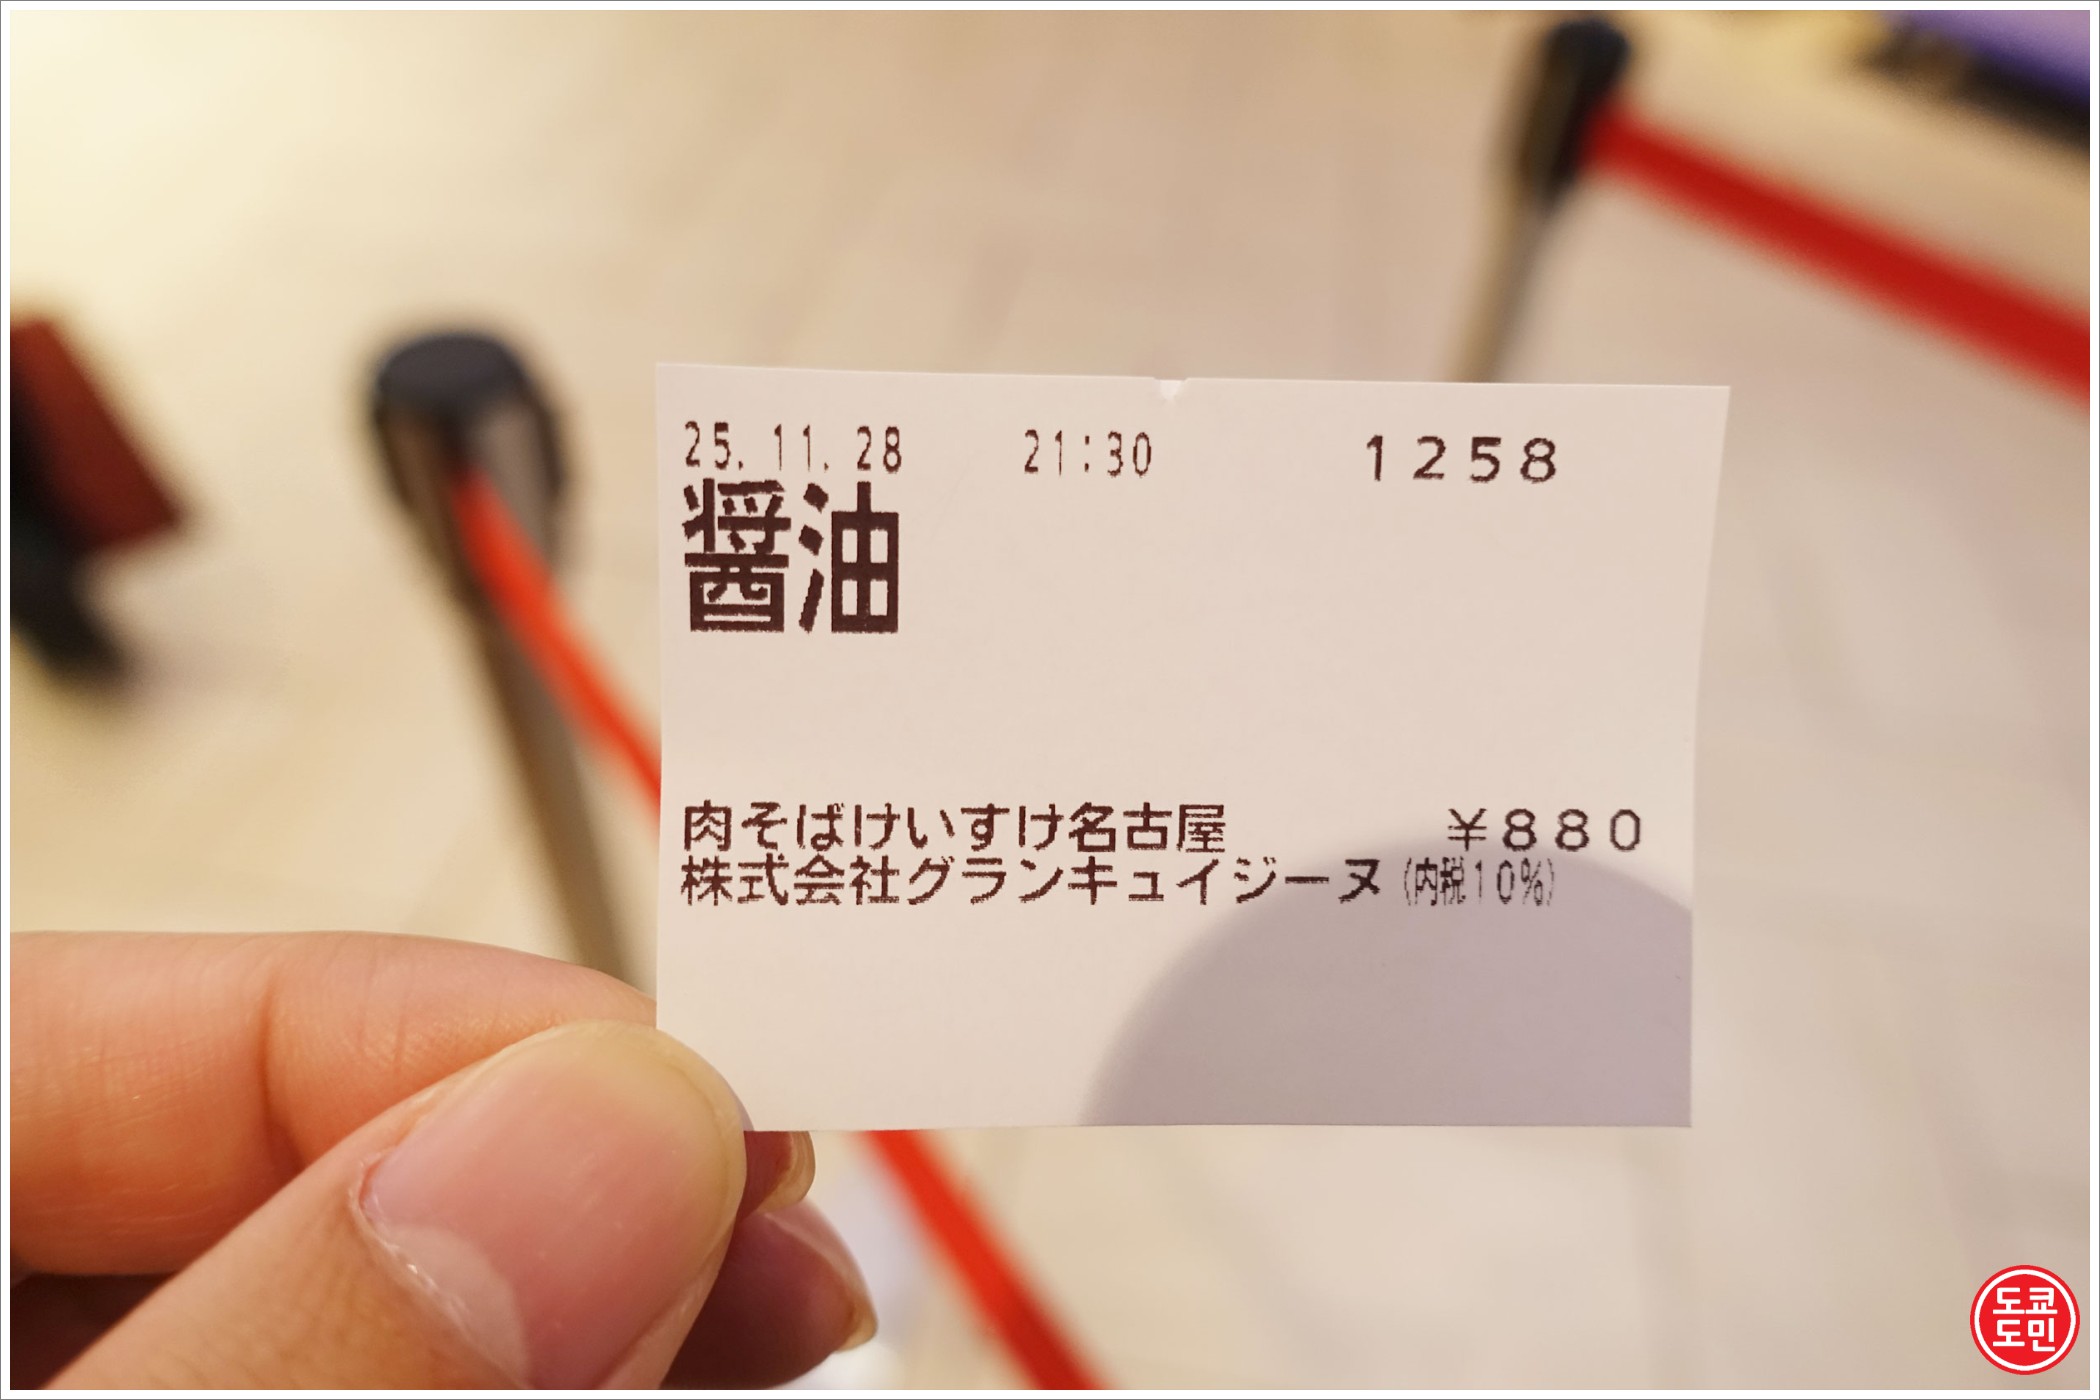 25.11.28 21:30 1258
醤油
肉そばけいすけ名古屋 ¥880
株式会社グランキュイジーヌ (内税10%)
도쿄
도민